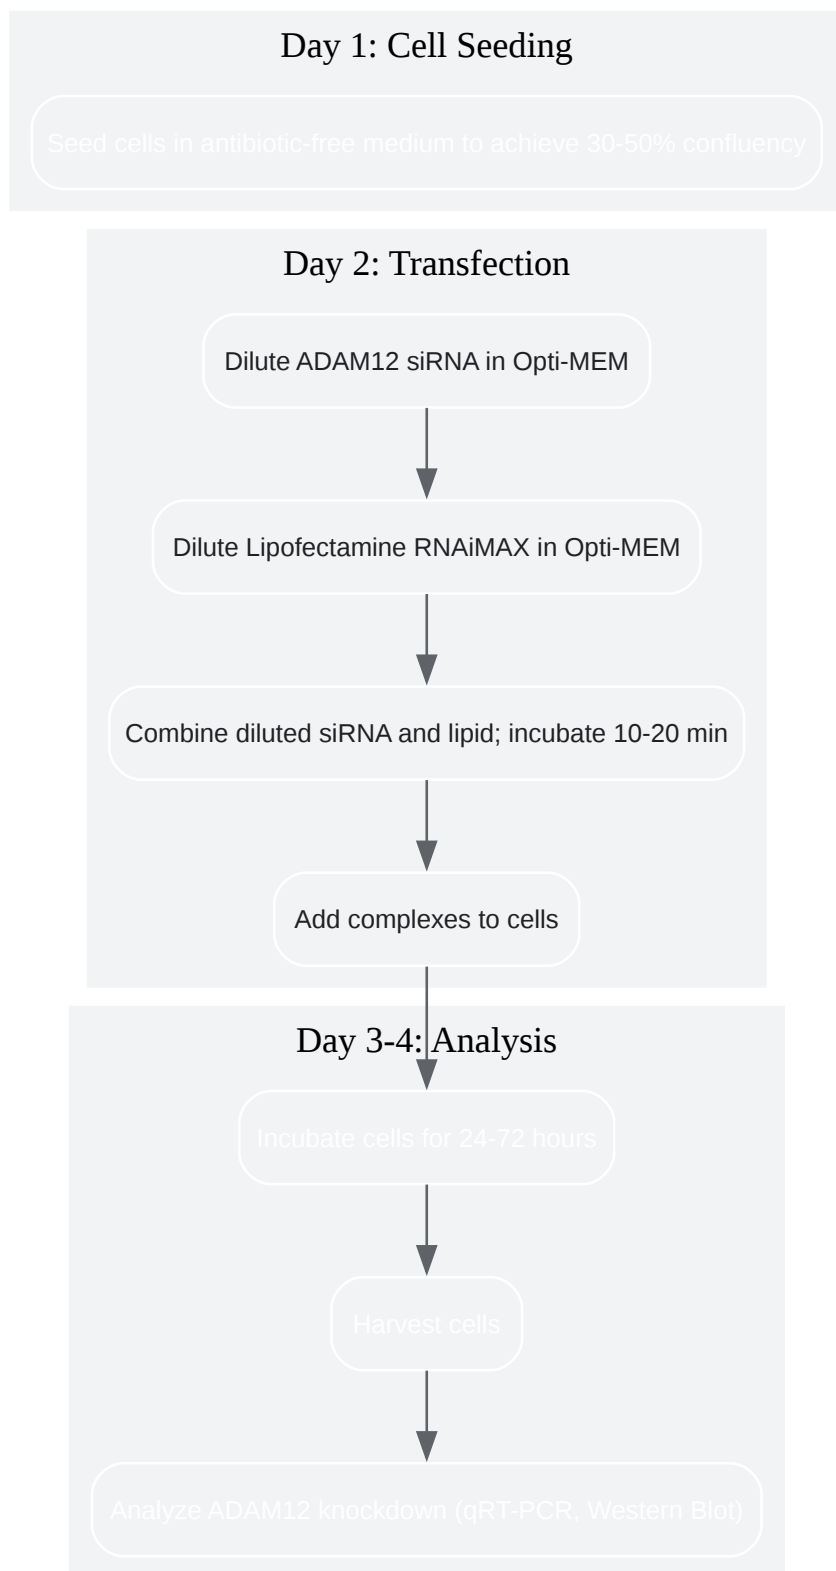 Day 1: Cell Seeding
Seed cells in antibiotic-free medium to achieve 30-50% confluency
Day 2: Transfection
Dilute ADAM12 siRNA in Opti-MEM
Dilute Lipofectamine RNAiMAX in Opti-MEM
Combine diluted siRNA and lipid; incubate 10-20 min
Add complexes to cells
Day 3-4: Analysis
Incubate cells for 24-72 hours
Harvest cells
Analyze ADAM12 knockdown (qRT-PCR, Western Blot)